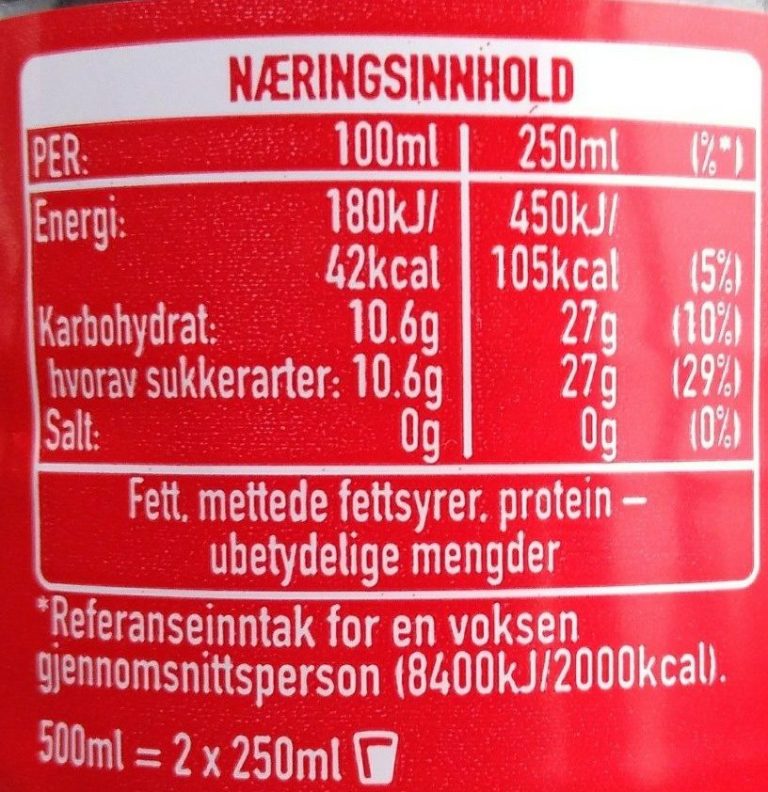 NÆRINGSINNHOLD
PER: 100ml 250ml (%*)
Energi: 180kJ/ 450kJ/
42kcal 105kcal (5%)
Karbohydrat: 10.6g 27g (10%)
hvorav sukkerarter: 10.6g 27g (29%)
Salt: 0g 0g (0%)
Fett, mettede fettsyrer, protein –
ubetydelige mengder
*Referanseinntak for en voksen
gjennomsnittsperson (8400kJ/2000kcal).
500ml = 2 x 250ml